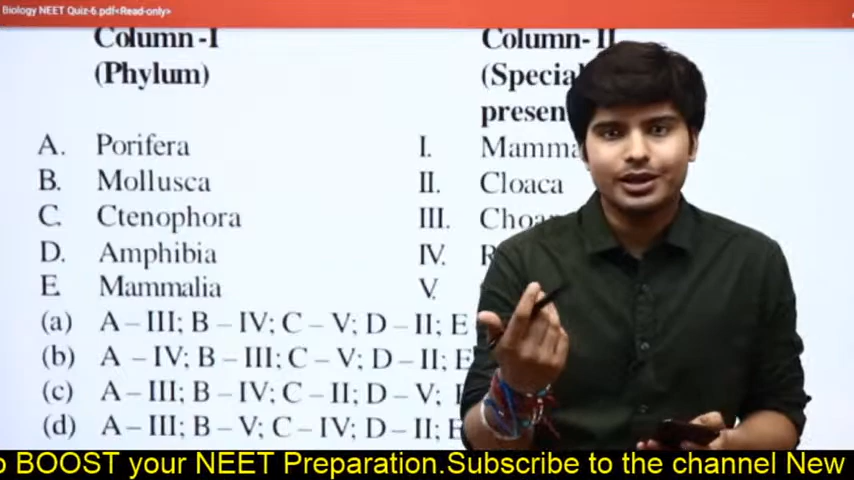 Biology NEET Quiz-6.pdf<Read-only>
Column-I
(Phylum)
Column- II
(Special
presen
A. Porifera I. Mamma
B. Mollusca II. Cloaca
C. Ctenophora III. Choan
D. Amphibia IV. R
E. Mammalia V.
(a) A – III; B – IV; C – V; D – II; E
(b) A – IV; B – III; C – V; D – II; E
(c) A – III; B – IV; C – II; D – V;
(d) A – III; B – V; C – IV; D – II; E
BOOST your NEET Preparation.Subscribe to the channel New